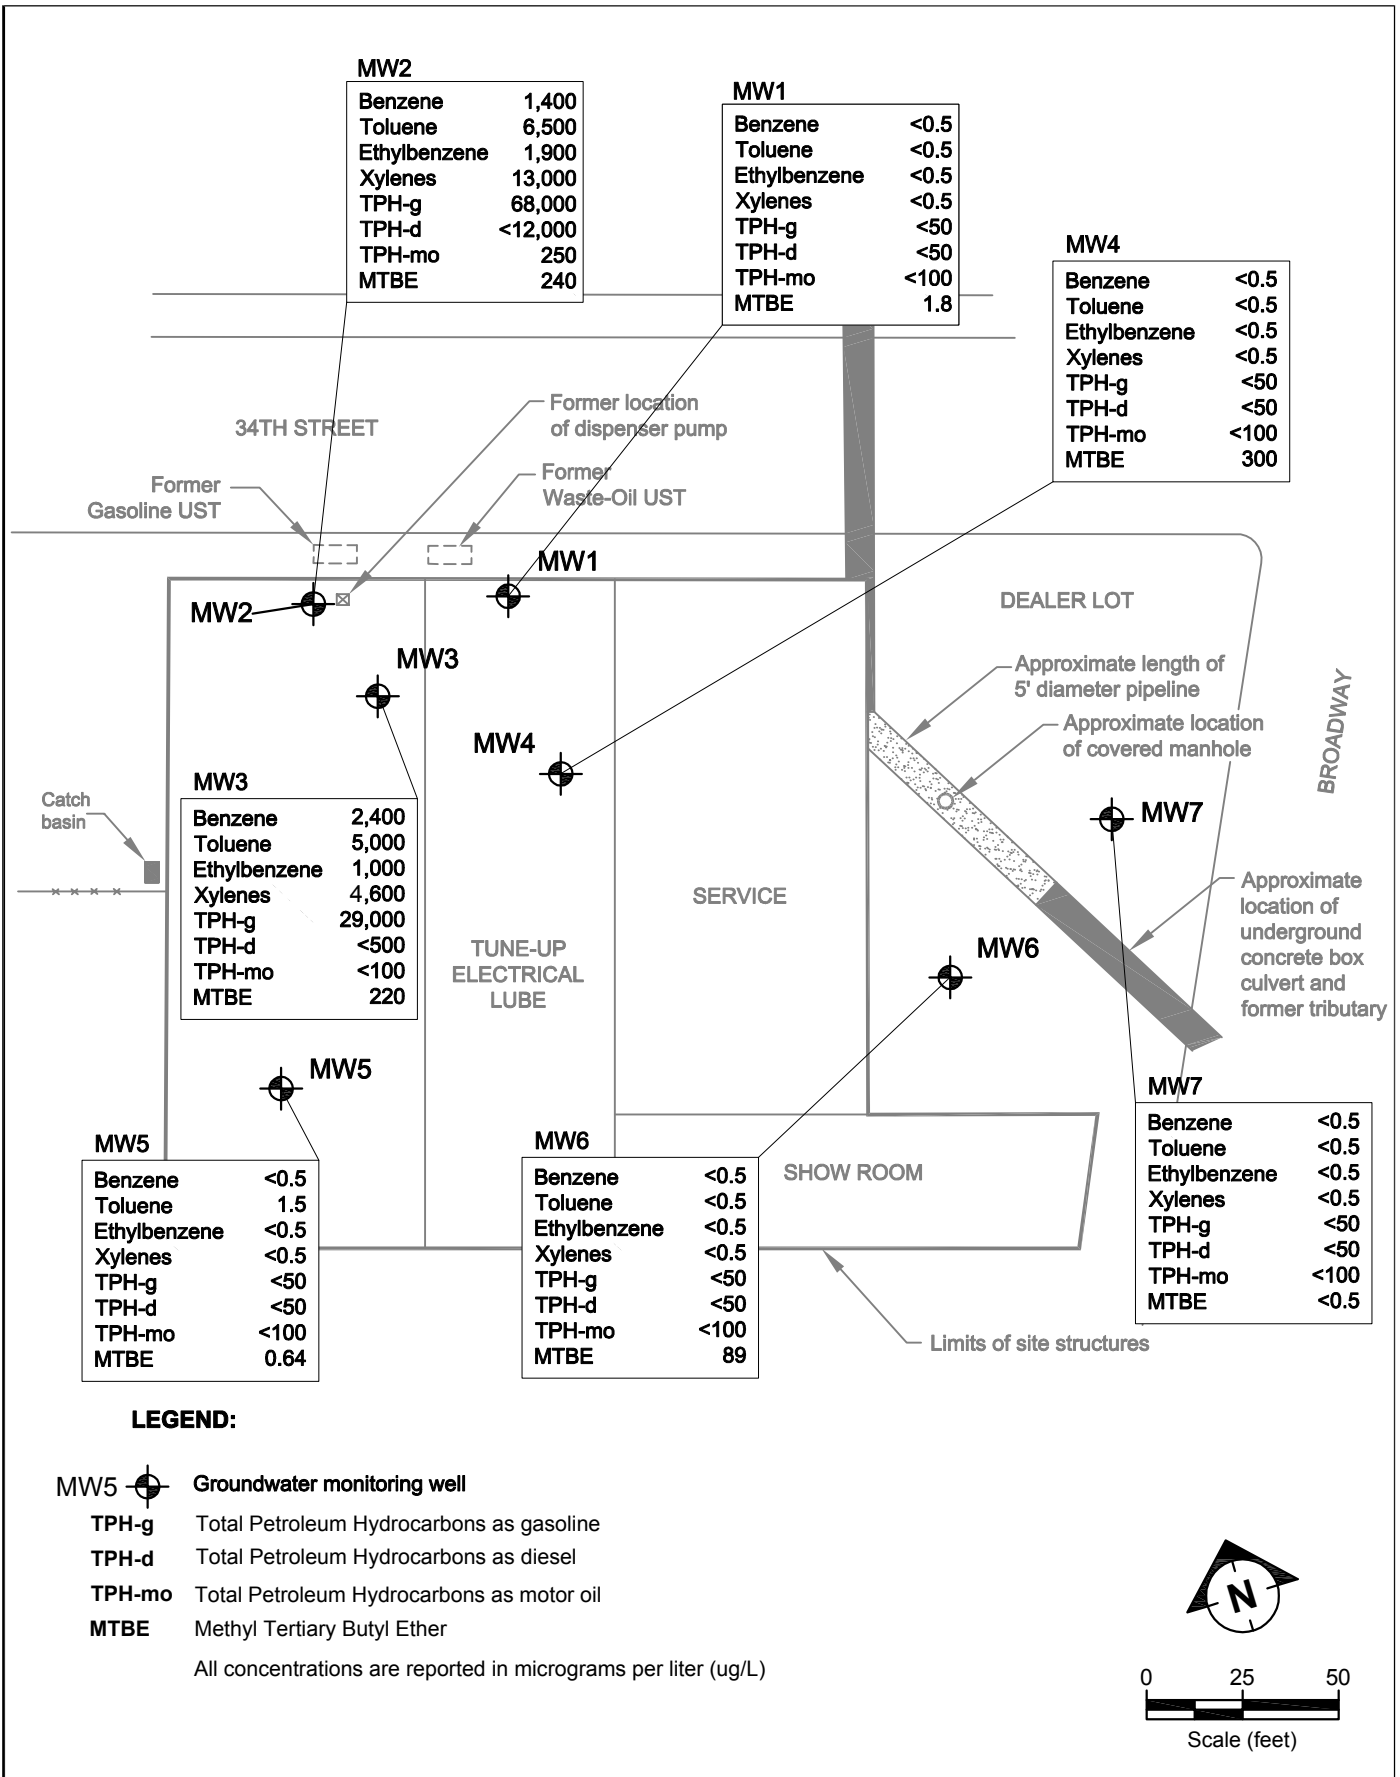 MW2
Benzene 1,400
Toluene 6,500
Ethylbenzene 1,900
Xylenes 13,000
TPH-g 68,000
TPH-d <12,000
TPH-mo 250
MTBE 240
MW1
Benzene <0.5
Toluene <0.5
Ethylbenzene <0.5
Xylenes <0.5
TPH-g <50
TPH-d <50
TPH-mo <100
MTBE 1.8
MW4
Benzene <0.5
Toluene <0.5
Ethylbenzene <0.5
Xylenes <0.5
TPH-g <50
TPH-d <50
TPH-mo <100
MTBE 300
34TH STREET
Former location
of dispenser pump
Former
Gasoline UST
Former
Waste-Oil UST
MW1
MW2
DEALER LOT
MW3
Approximate length of
5' diameter pipeline
Approximate location
of covered manhole
BROADWAY
MW4
MW7
Catch
basin
MW3
Benzene 2,400
Toluene 5,000
Ethylbenzene 1,000
Xylenes 4,600
TPH-g 29,000
TPH-d <500
TPH-mo <100
MTBE 220
SERVICE
TUNE-UP
ELECTRICAL
LUBE
MW6
Approximate
location of
underground
concrete box
culvert and
former tributary
MW5
MW5
Benzene <0.5
Toluene 1.5
Ethylbenzene <0.5
Xylenes <0.5
TPH-g <50
TPH-d <50
TPH-mo <100
MTBE 0.64
MW6
Benzene <0.5
Toluene <0.5
Ethylbenzene <0.5
Xylenes <0.5
TPH-g <50
TPH-d <50
TPH-mo <100
MTBE 89
SHOW ROOM
MW7
Benzene <0.5
Toluene <0.5
Ethylbenzene <0.5
Xylenes <0.5
TPH-g <50
TPH-d <50
TPH-mo <100
MTBE <0.5
Limits of site structures
LEGEND:
MW5 Groundwater monitoring well
TPH-g Total Petroleum Hydrocarbons as gasoline
TPH-d Total Petroleum Hydrocarbons as diesel
TPH-mo Total Petroleum Hydrocarbons as motor oil
MTBE Methyl Tertiary Butyl Ether
All concentrations are reported in micrograms per liter (ug/L)
N
0 25 50
Scale (feet)